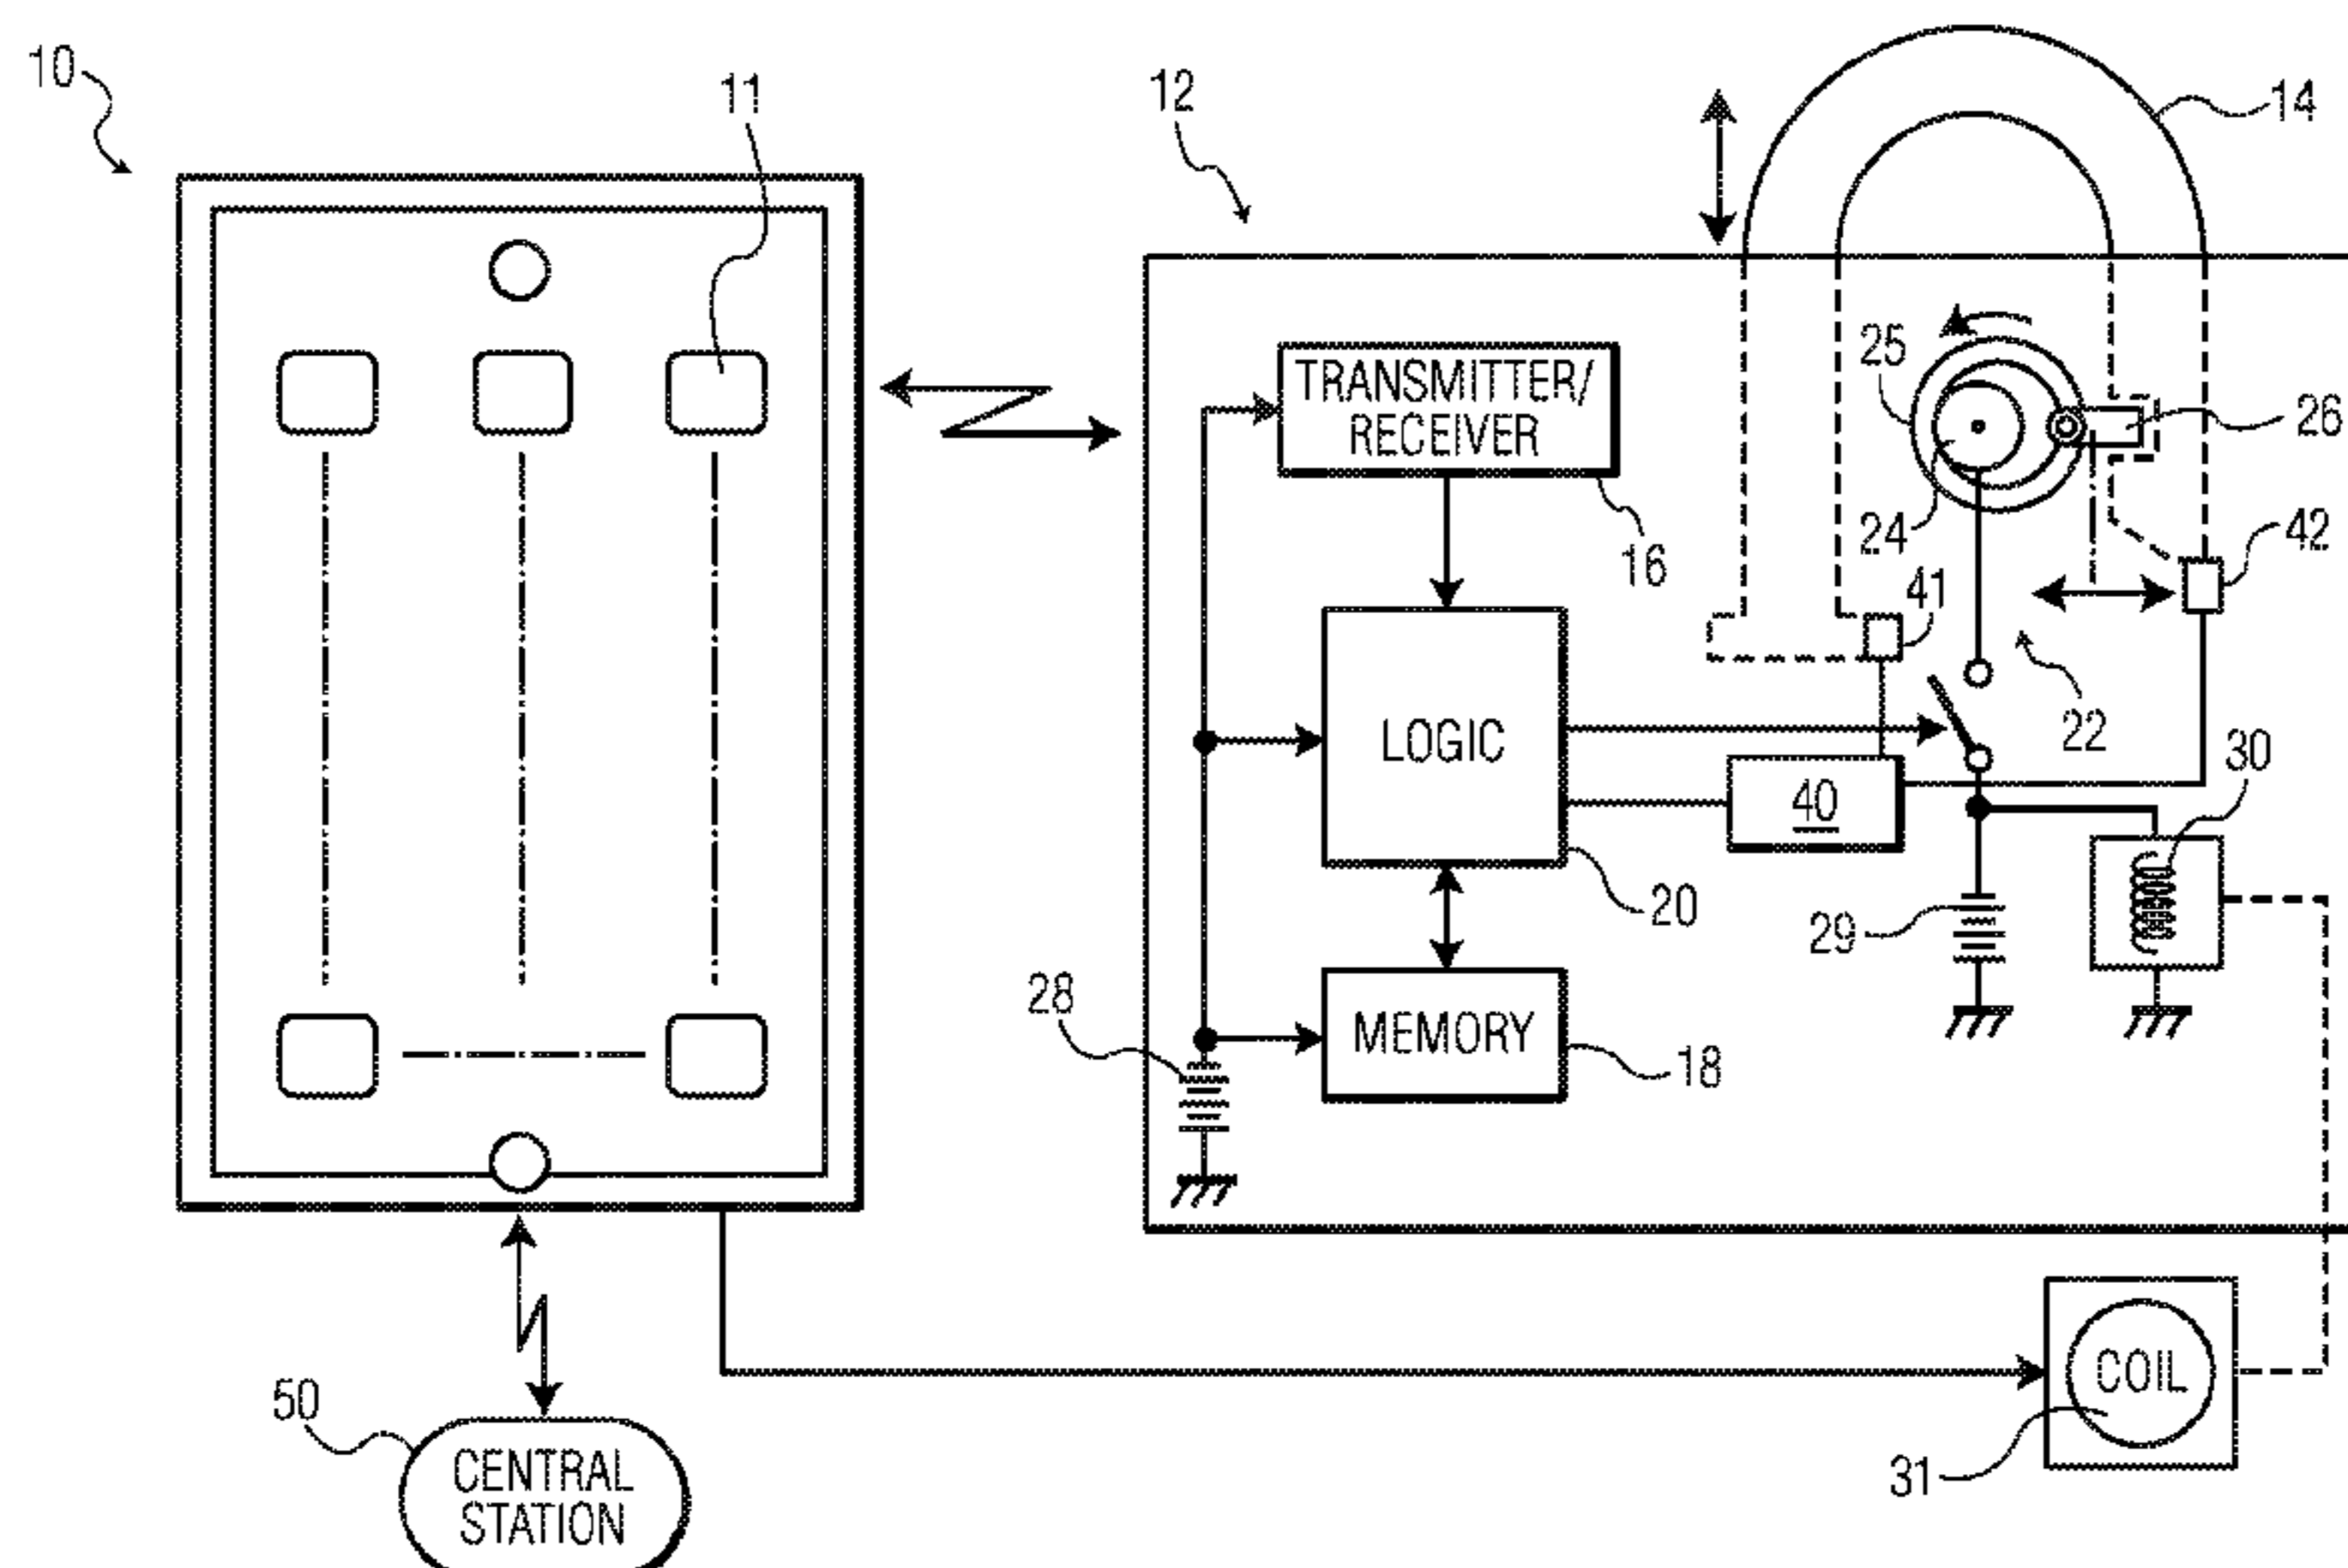 10
11
12
14
TRANSMITTER/
RECEIVER
16
25
26
24
42
41
LOGIC
22
30
40
20
29
28
MEMORY
18
50
CENTRAL
STATION
COIL
31